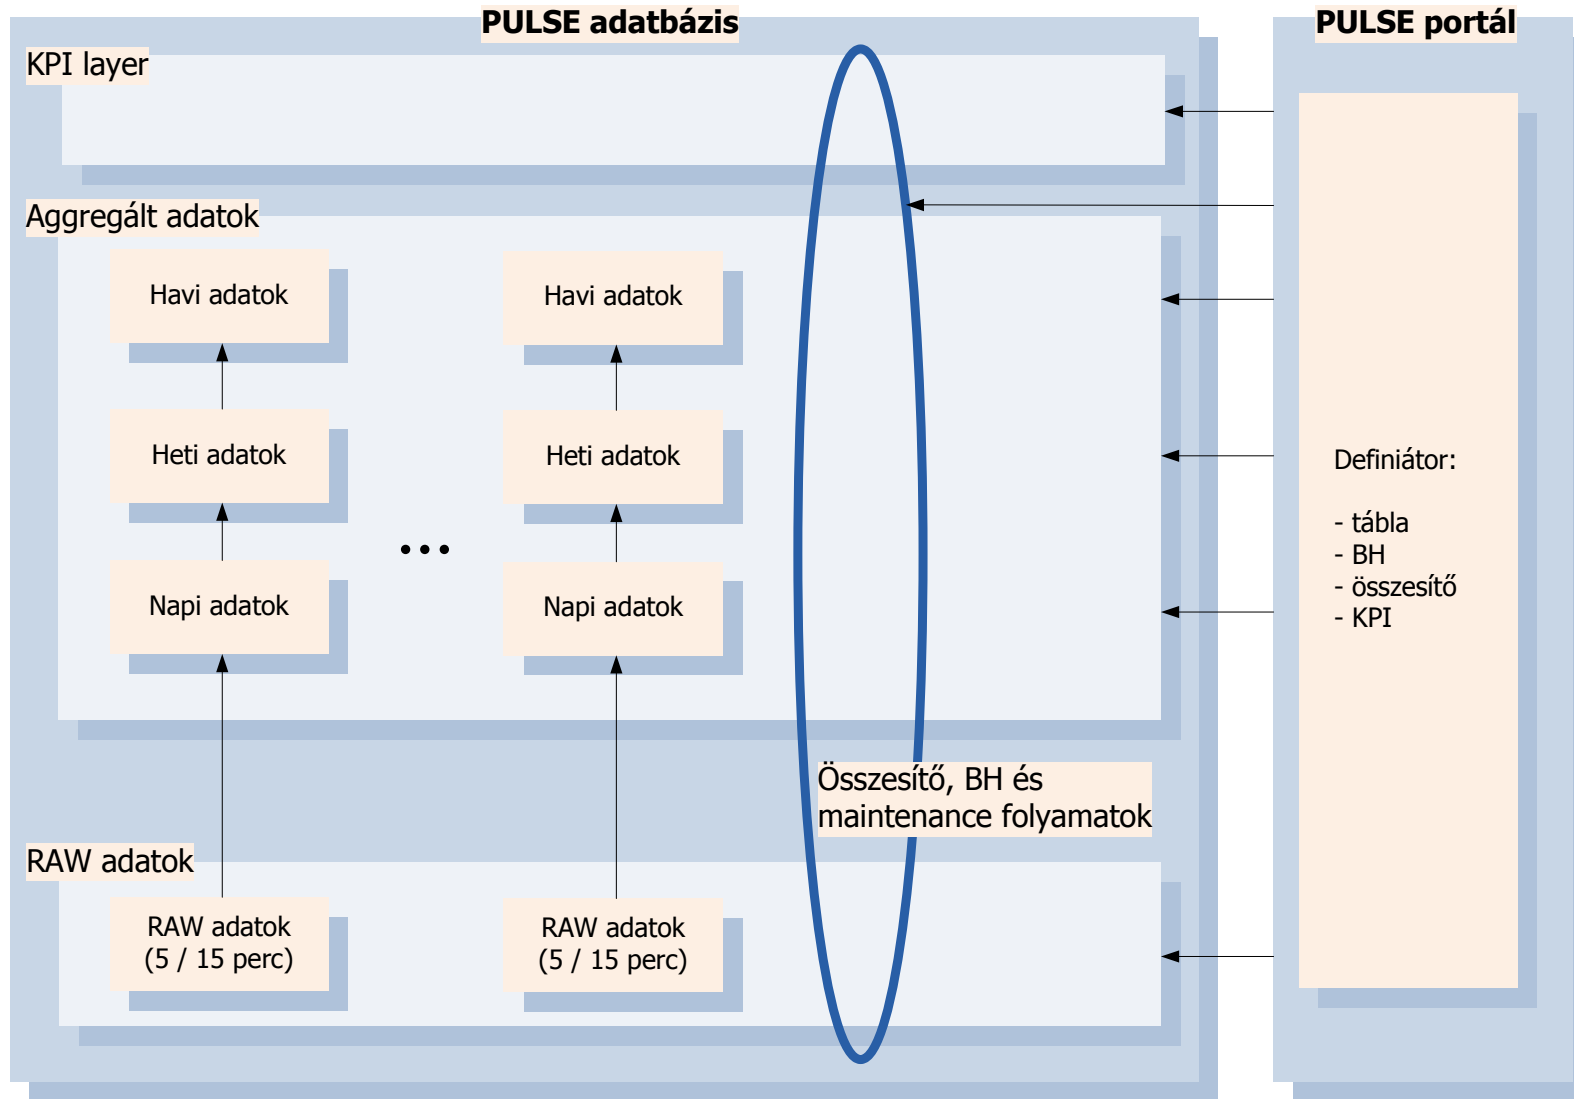 PULSE adatbázis
PULSE portál
KPI layer
Aggregált adatok
Havi adatok
Havi adatok
Heti adatok
Heti adatok
Napi adatok
...
Napi adatok
Definiátor:
- tábla
- BH
- összesítő
- KPI
Összesítő, BH és
maintenance folyamatok
RAW adatok
RAW adatok
(5 / 15 perc)
RAW adatok
(5 / 15 perc)